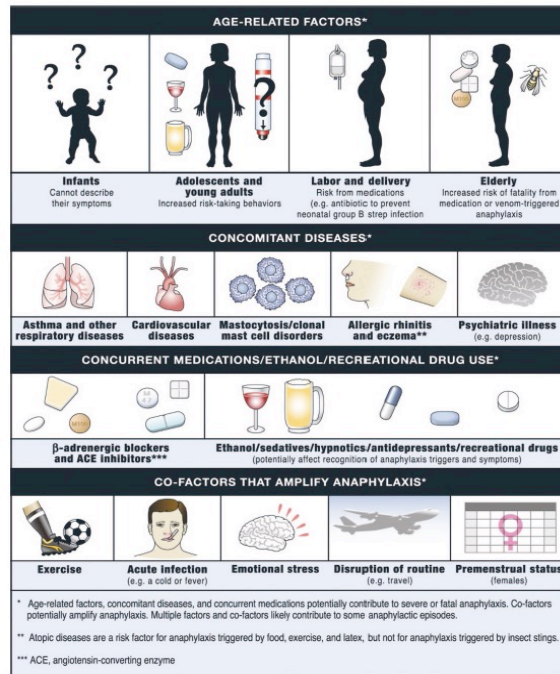 AGE-RELATED FACTORS*
? ? ?
?
Infants
Cannot describe
their symptoms
Adolescents and
young adults
Increased risk-taking behaviors
Labor and delivery
Risk from medications
(e.g. antibiotic to prevent
neonatal group B strep infection
Elderly
Increased risk of fatality from
medication or venom-triggered
anaphylaxis
CONCOMITANT DISEASES*
Asthma and other
respiratory diseases
Cardiovascular
diseases
Mastocytosis/clonal
mast cell disorders
Allergic rhinitis
and eczema**
Psychiatric illness
(e.g. depression)
CONCURRENT MEDICATIONS/ETHANOL/RECREATIONAL DRUG USE*
β-adrenergic blockers
and ACE inhibitors***
Ethanol/sedatives/hypnotics/antidepressants/recreational drugs
(potentially affect recognition of anaphylaxis triggers and symptoms)
CO-FACTORS THAT AMPLIFY ANAPHYLAXIS*
Exercise
Acute infection
(e.g. a cold or fever)
Emotional stress
Disruption of routine
(e.g. travel)
Premenstrual status
(females)
* Age-related factors, concomitant diseases, and concurrent medications potentially contribute to severe or fatal anaphylaxis. Co-factors
potentially amplify anaphylaxis. Multiple factors and co-factors likely contribute to some anaphylactic episodes.
** Atopic diseases are a risk factor for anaphylaxis triggered by food, exercise, and latex, but not for anaphylaxis triggered by insect stings.
*** ACE, angiotensin-converting enzyme